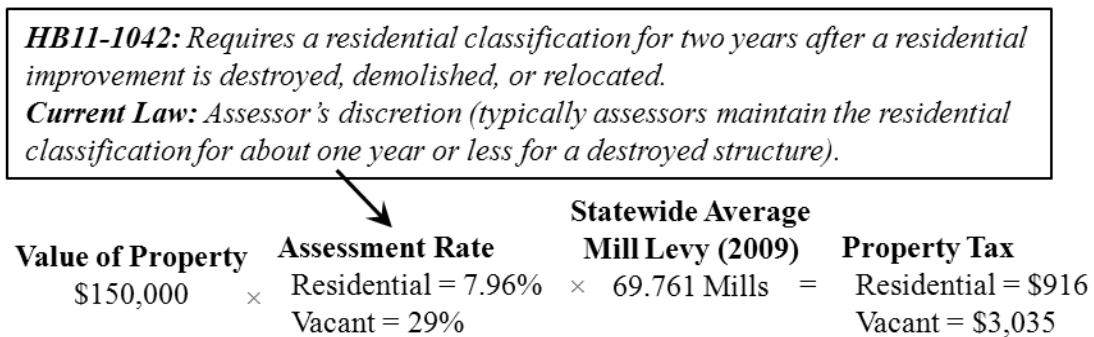 HB11-1042: Requires a residential classification for two years after a residential
improvement is destroyed, demolished, or relocated.
Current Law: Assessor's discretion (typically assessors maintain the residential
classification for about one year or less for a destroyed structure).
Statewide Average
Value of Property Assessment Rate Mill Levy (2009) Property Tax
$150,000 × Residential = 7.96% × 69.761 Mills = Residential = $916
Vacant = 29% Vacant = $3,035